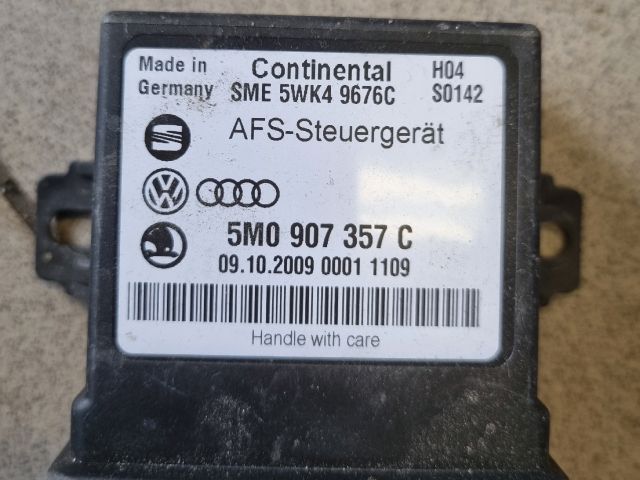 Made in Germany
Continental
SME 5WK4 9676C
H04
S0142
AFS-Steuergerät
5M0 907 357 C
09.10.2009 0001 1109
Handle with care